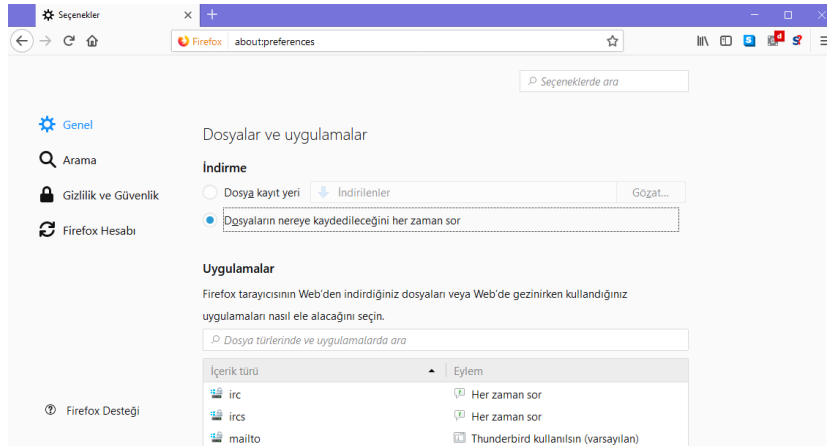 Seçenekler
Firefox about:preferences
Seçeneklerde ara
Genel
Arama
Gizlilik ve Güvenlik
Firefox Hesabı
Firefox Desteği
Dosyalar ve uygulamalar
İndirme
Dosya kayıt yeri İndirilenler Gözat...
Dosyaların nereye kaydedileceğini her zaman sor
Uygulamalar
Firefox tarayıcısının Web'den indirdiğiniz dosyaları veya Web'de gezinirken kullandığınız
uygulamaları nasıl ele alacağını seçin.
Dosya türlerinde ve uygulamalarda ara
İçerik türü Eylem
irc Her zaman sor
ircs Her zaman sor
mailto Thunderbird kullanılsın (varsayılan)